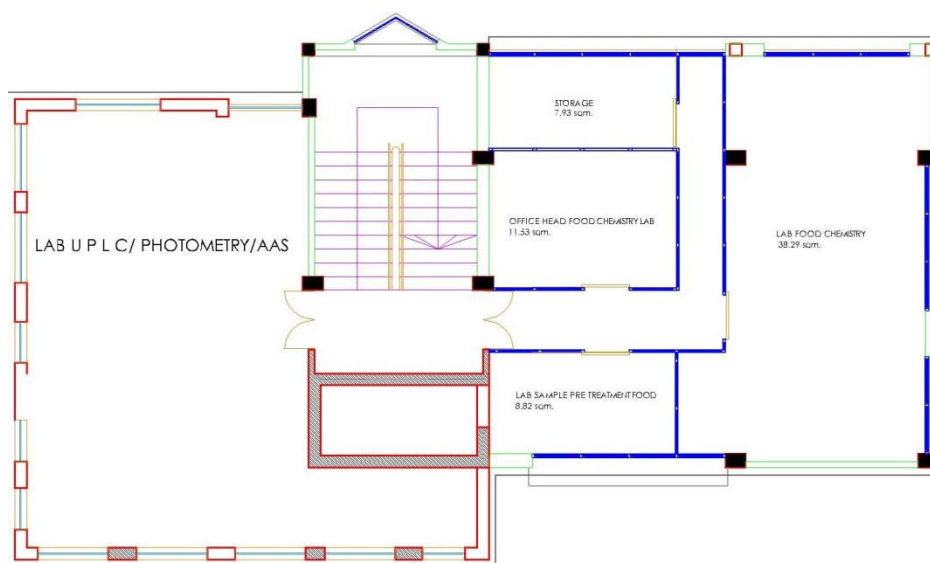 STORAGE
7.93 sqm.
OFFICE HEAD FOOD CHEMISTRY LAB
11.53 sqm.
LAB U P L C/ PHOTOMETRY/AAS
LAB FOOD CHEMISTRY
38.29 sqm.
LAB SAMPLE PRE TREATMENT FOOD
8.82 sqm.